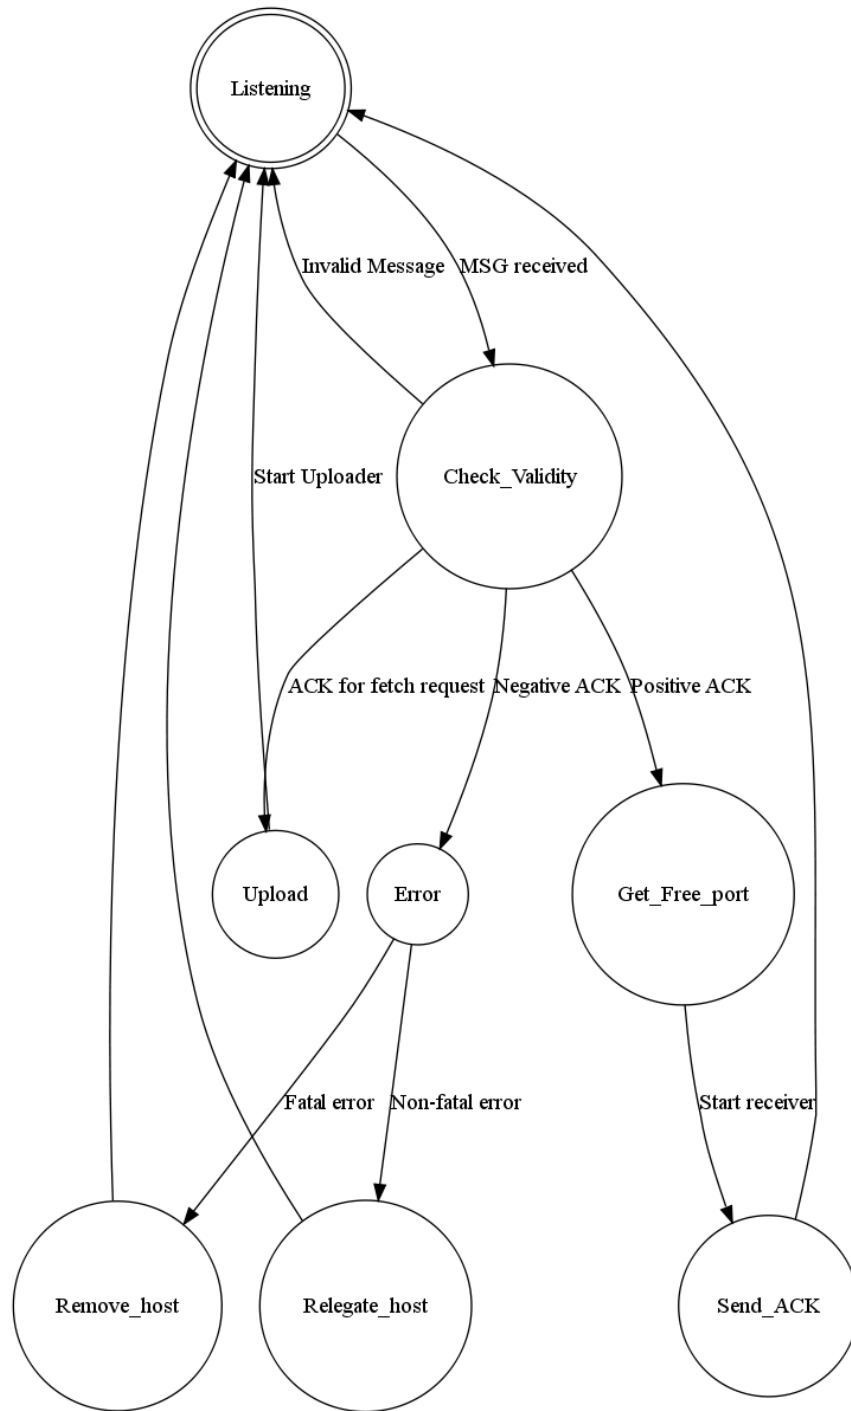 Listening
Invalid Message
MSG received
Start Uploader
Check_Validity
ACK for fetch request
Negative ACK
Positive ACK
Upload
Error
Get_Free_port
Fatal error
Non-fatal error
Start receiver
Remove_host
Relegate_host
Send_ACK